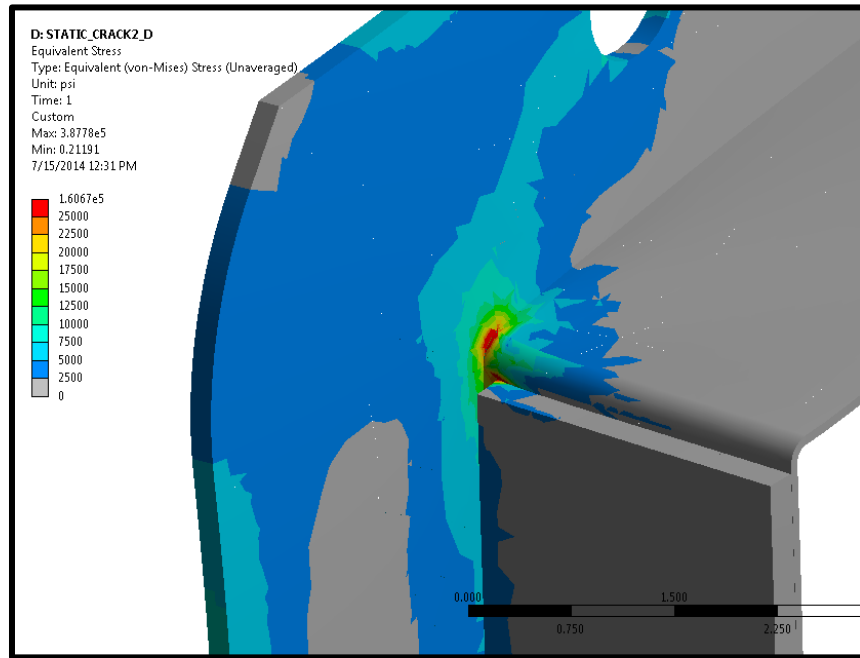 D: STATIC_CRACK2_D
Equivalent Stress
Type: Equivalent (von-Mises) Stress (Unaveraged)
Unit: psi
Time: 1
Custom
Max: 3.8778e5
Min: 0.21191
7/15/2014 12:31 PM
1.6067e5
25000
22500
20000
17500
15000
12500
10000
7500
5000
2500
0
0.000 1.500
0.750 2.250